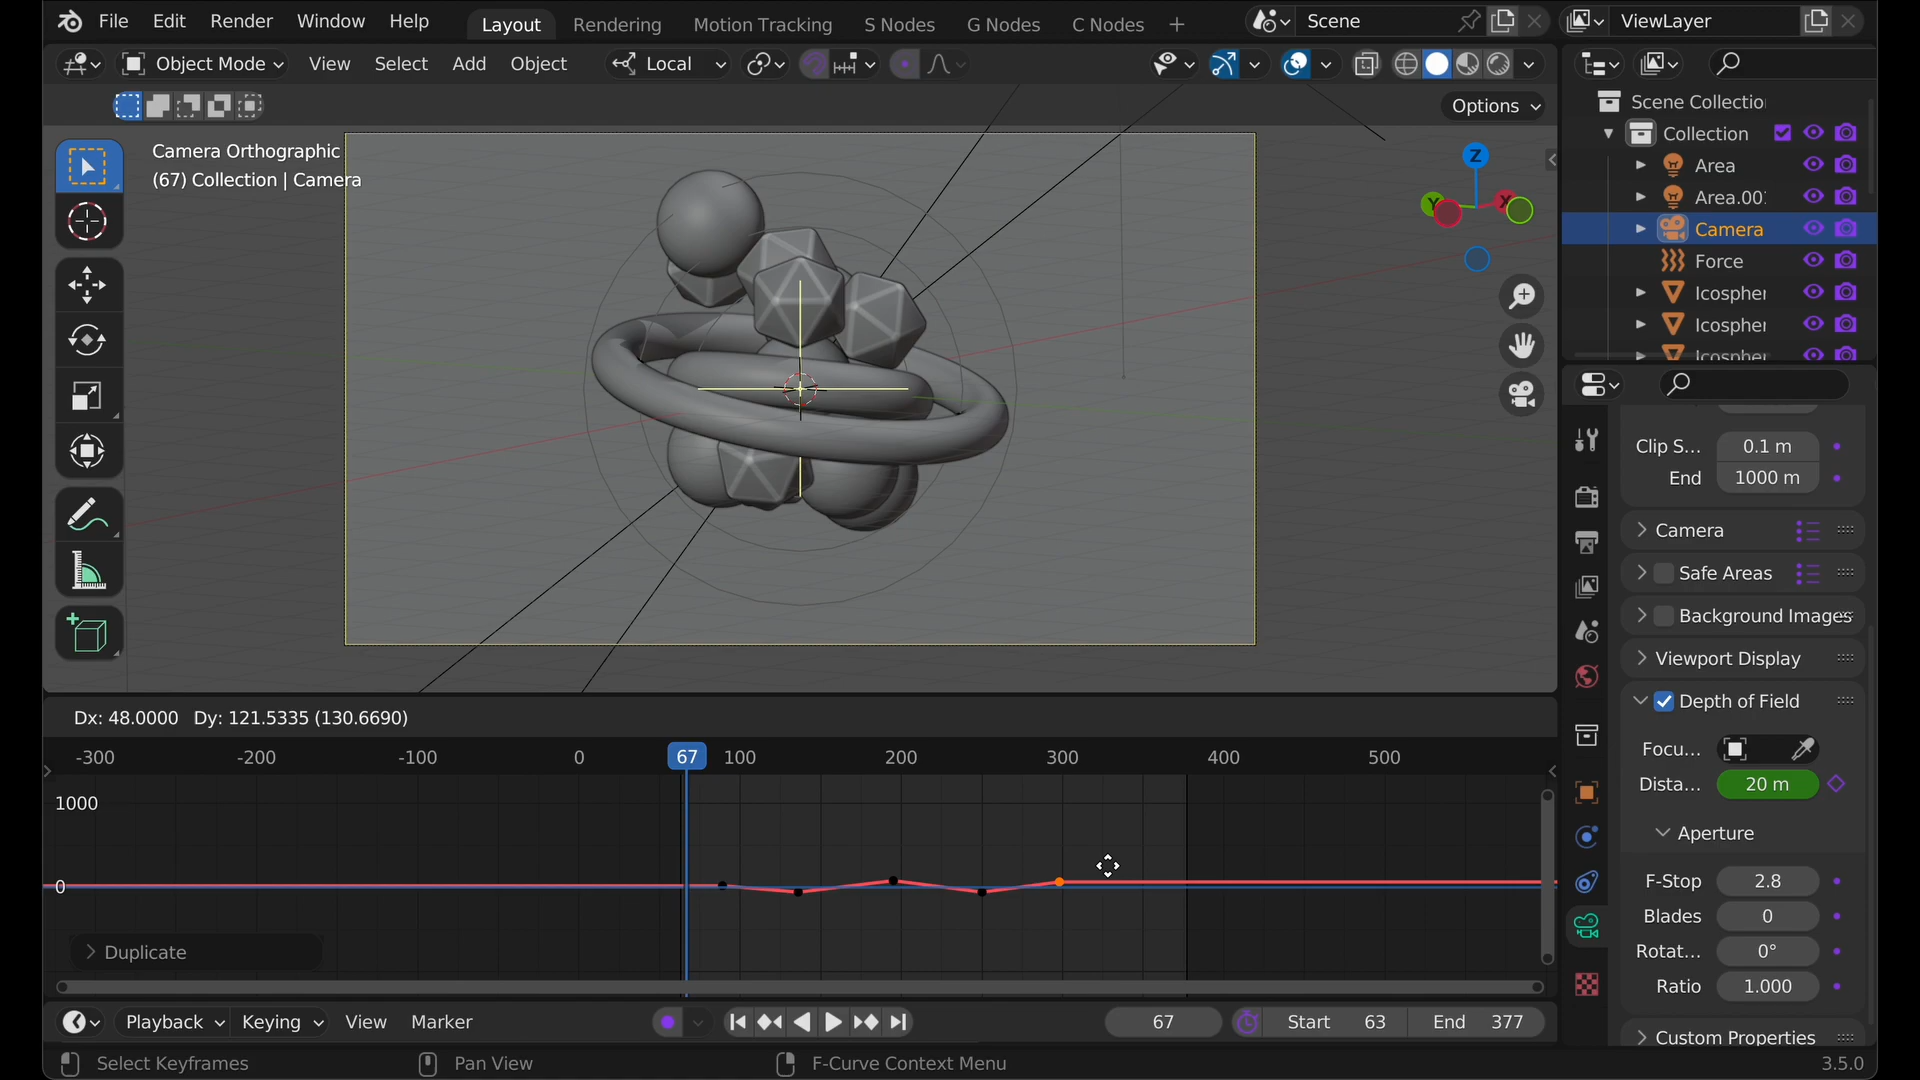 File Edit Render Window Help Layout Rendering Motion Tracking S Nodes G Nodes C Nodes Scene ViewLayer
Object Mode View Select Add Object Local
Options
Camera Orthographic
(67) Collection | Camera
Z
Y X
Scene Collectio
Collection
Area
Area.00
Camera
Force
Icospher
Icospher
Icospher
Clip S... 0.1 m
End 1000 m
Camera
Safe Areas
Background Images
Viewport Display
Depth of Field
Focu...
Dista... 20 m
Aperture
F-Stop 2.8
Blades 0
Rotat... 0°
Ratio 1.000
Custom Properties
Dx: 48.0000 Dy: 121.5335 (130.6690)
-300 -200 -100 0 67 100 200 300 400 500
1000
0
Duplicate
Playback Keying View Marker 67 Start 63 End 377
Select Keyframes Pan View F-Curve Context Menu 3.5.0